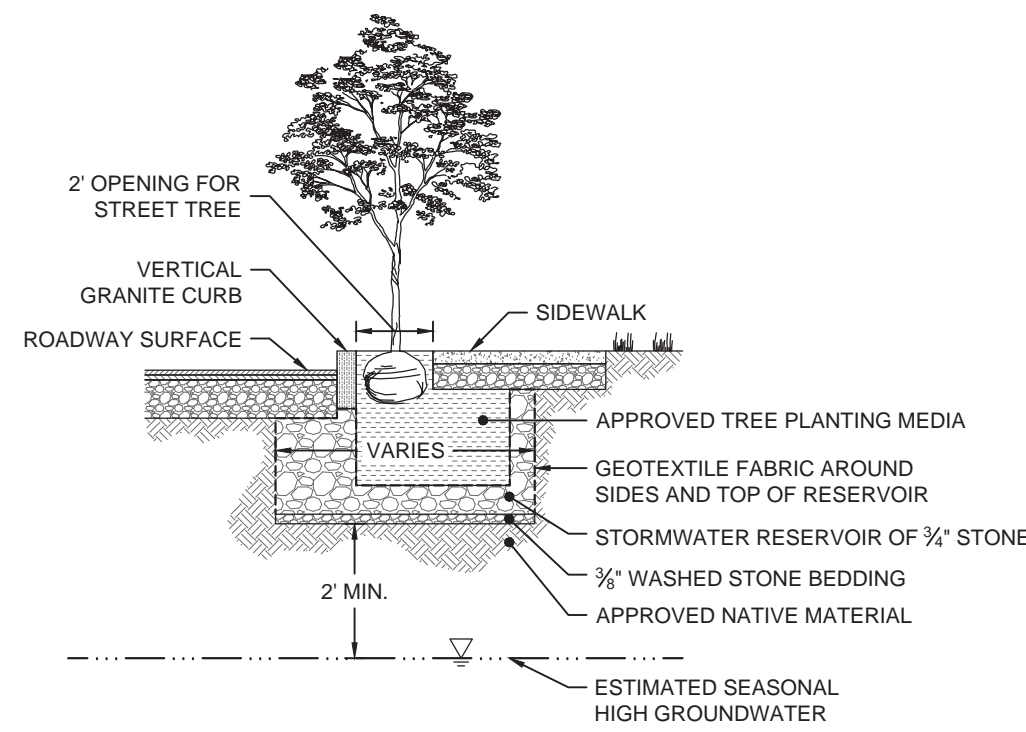 2' OPENING FOR
STREET TREE
VERTICAL
GRANITE CURB
ROADWAY SURFACE
SIDEWALK
APPROVED TREE PLANTING MEDIA
VARIES
GEOTEXTILE FABRIC AROUND
SIDES AND TOP OF RESERVOIR
STORMWATER RESERVOIR OF ¾" STONE
⅜" WASHED STONE BEDDING
2' MIN.
APPROVED NATIVE MATERIAL
ESTIMATED SEASONAL
HIGH GROUNDWATER